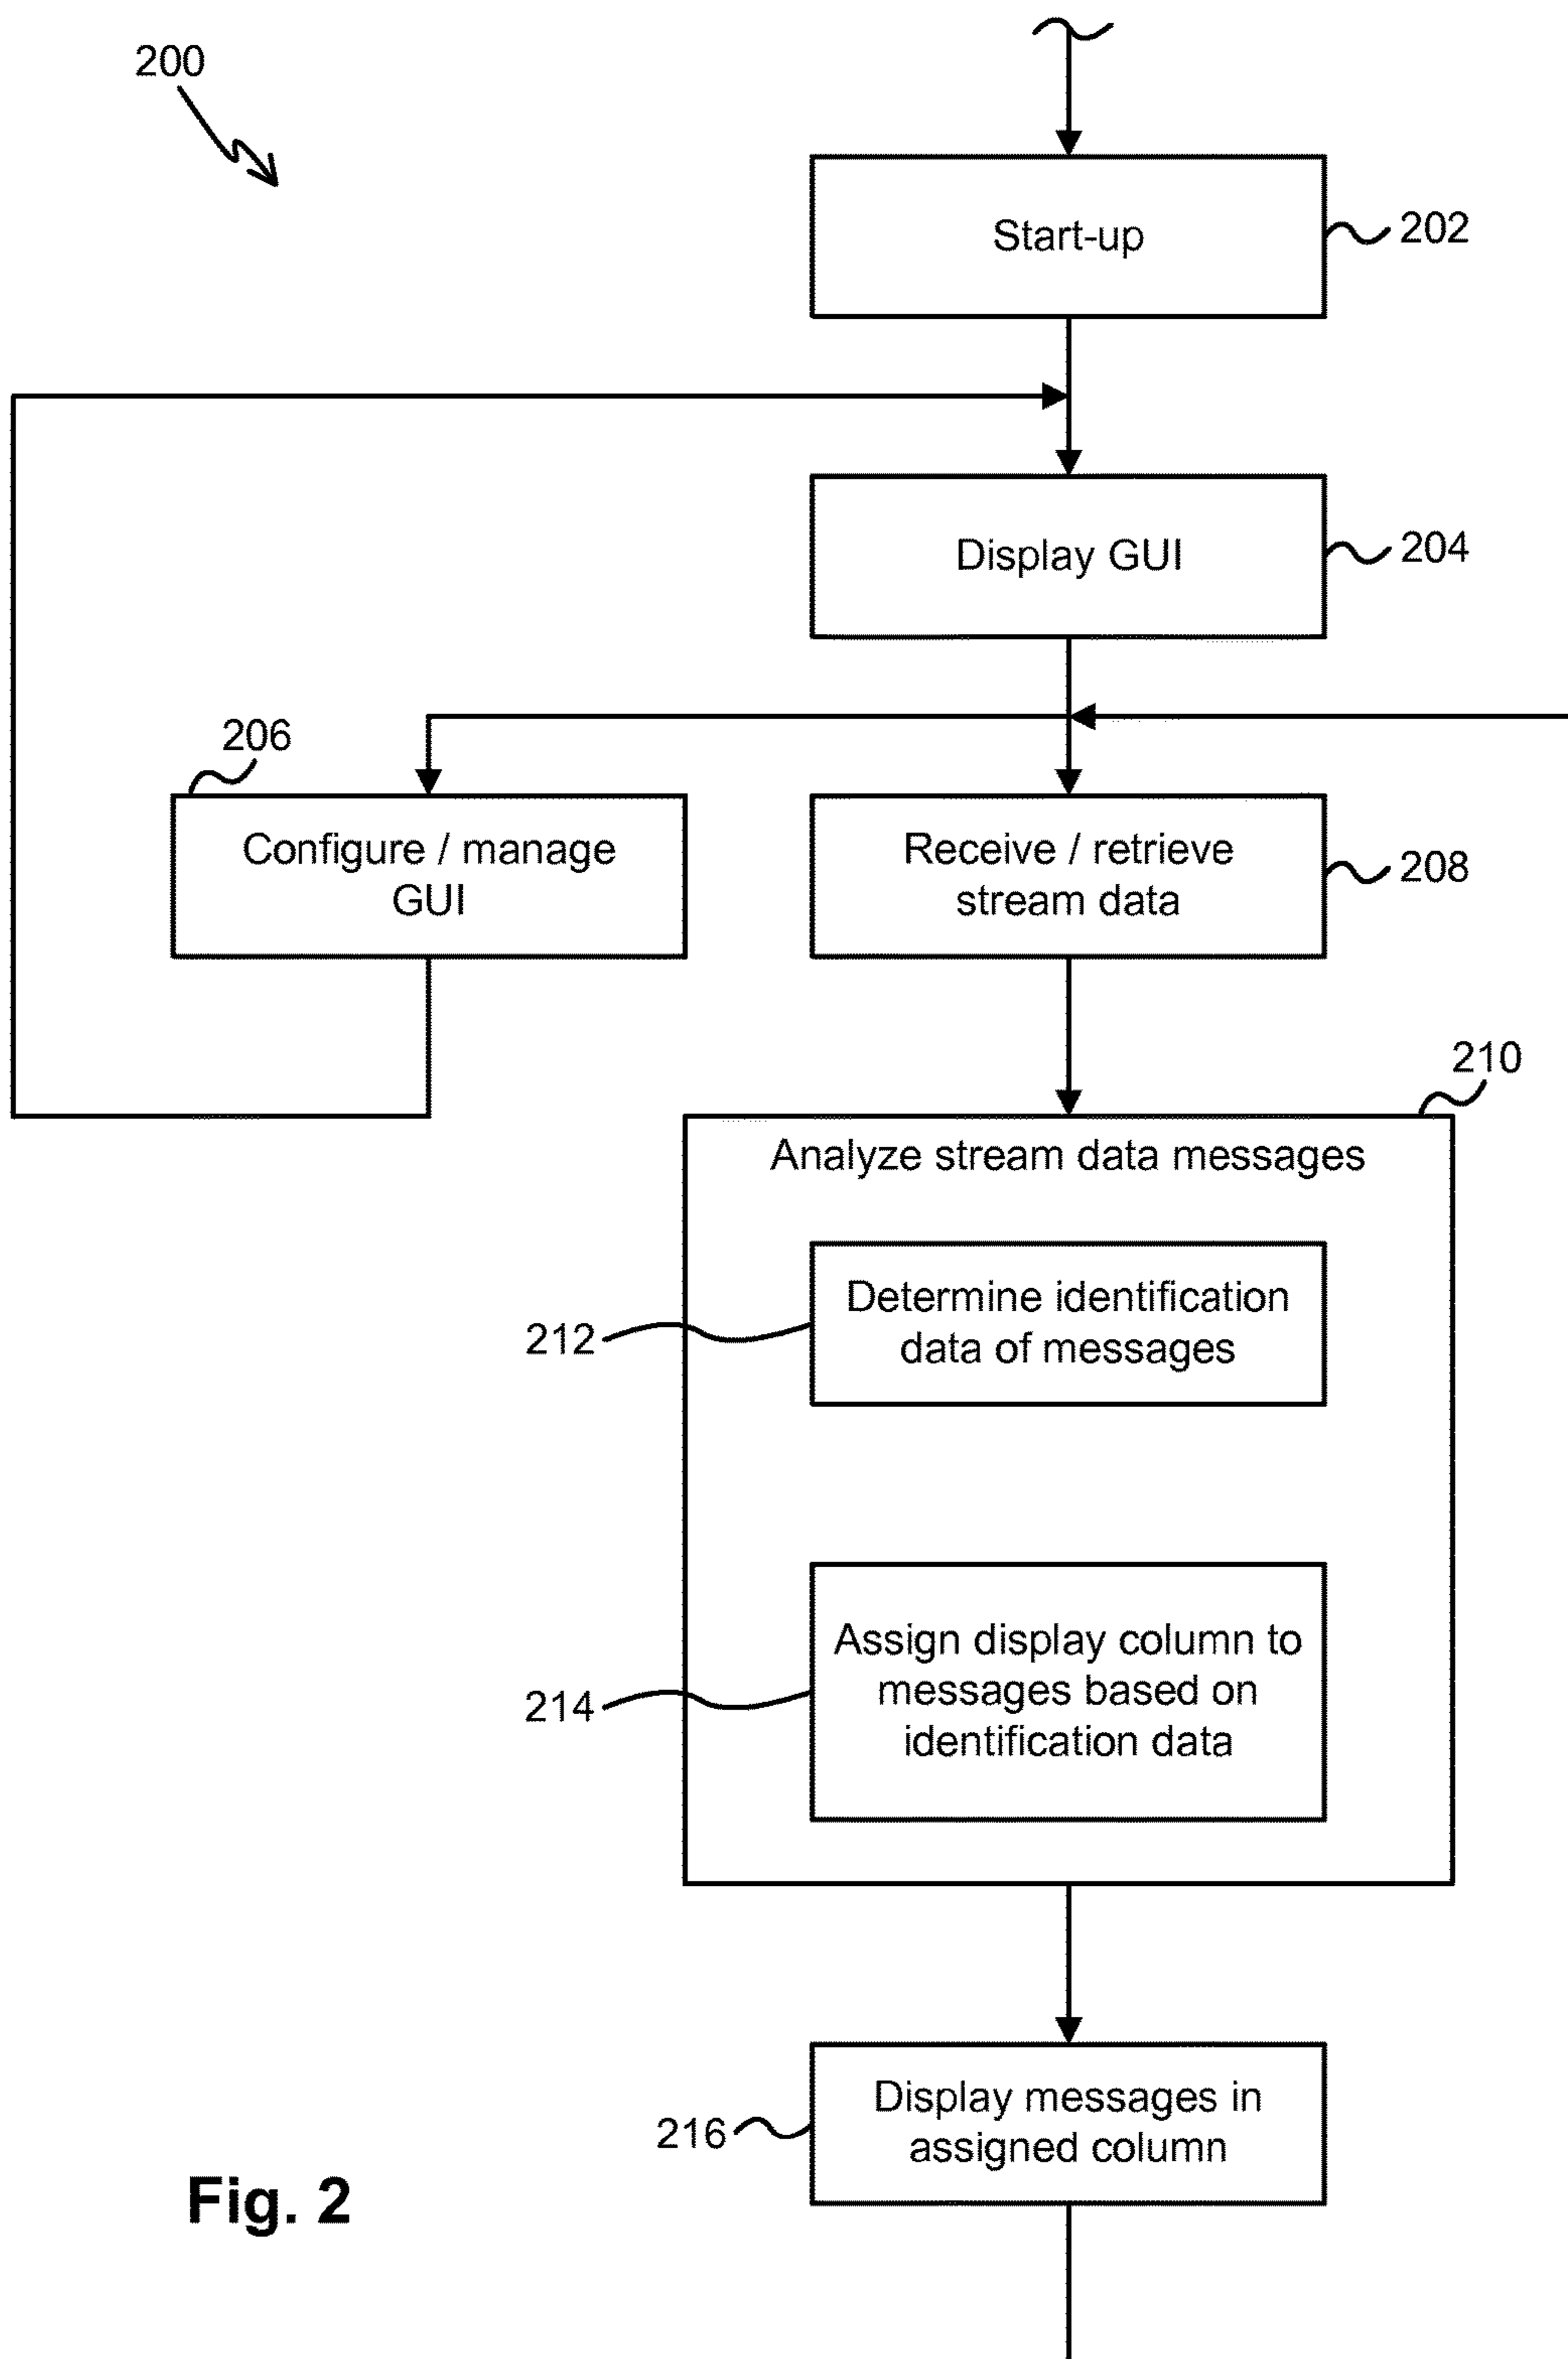 200
Start-up
202
Display GUI
204
206
Configure / manage
GUI
Receive / retrieve
stream data
208
210
Analyze stream data messages
Determine identification
data of messages
212
Assign display column to
messages based on
identification data
214
Display messages in
assigned column
216
Fig. 2